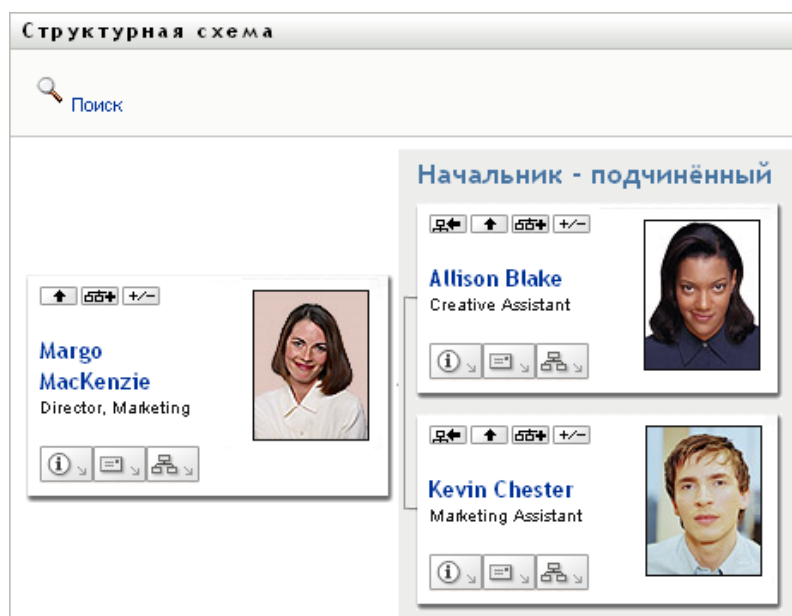 Структурная схема
Поиск
Начальник - подчинённый
+/−
Allison Blake
Creative Assistant
+/−
Margo
MacKenzie
Director, Marketing
+/−
Kevin Chester
Marketing Assistant